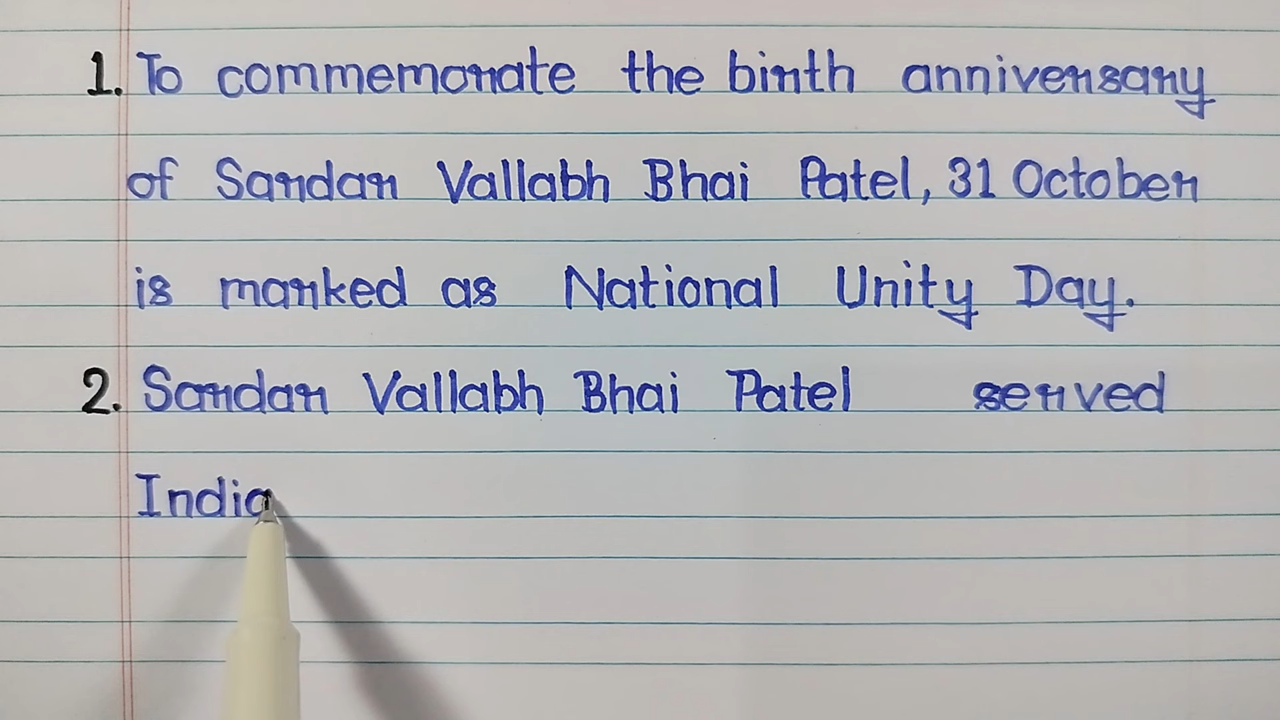 1. To commemorate the birth anniversary
of Sardar Vallabh Bhai Patel, 31 October
is marked as National Unity Day.
2. Sardar Vallabh Bhai Patel served
India